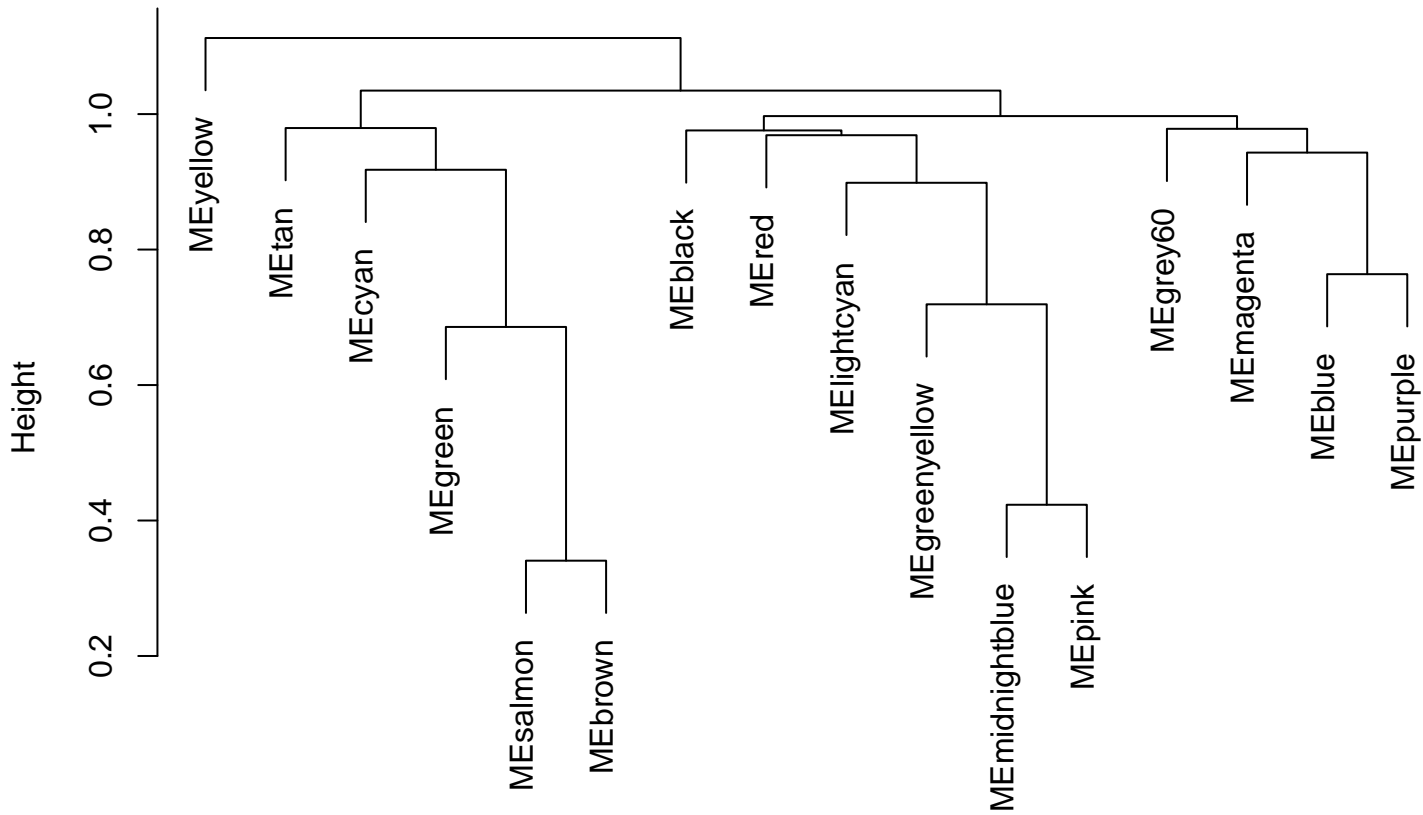 Height
1.0
0.8
0.6
0.4
0.2
MEyellow
MEtan
MEcyan
MEgreen
MEsalmon
MEbrown
MEblack
MEred
MElightcyan
MEgreenyellow
MEmidnightblue
MEpink
MEgrey60
MEmagenta
MEblue
MEpurple